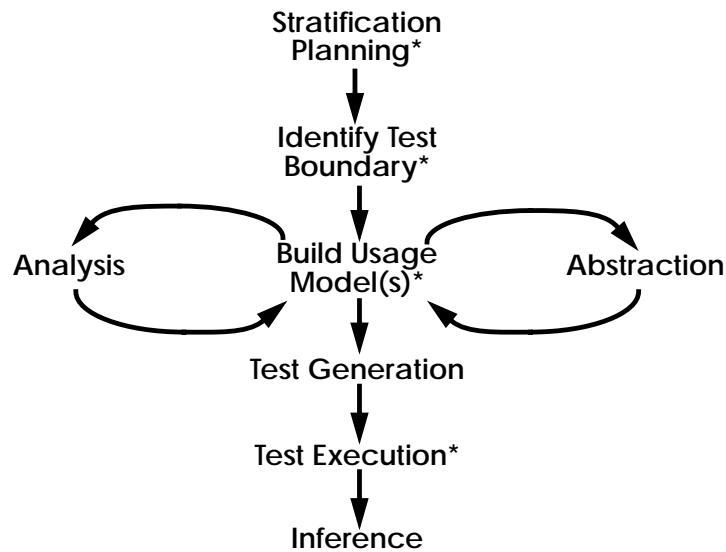 Stratification
Planning*
Identify Test
Boundary*
Analysis
Build Usage
Model(s)*
Abstraction
Test Generation
Test Execution*
Inference